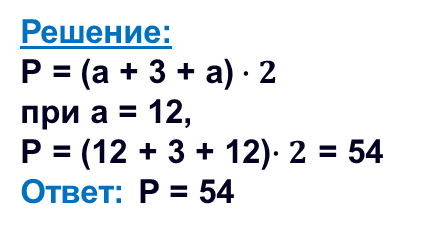 Решение:
Р = (а + 3 + а) · 2
при а = 12,
Р = (12 + 3 + 12)· 2 = 54
Ответ: Р = 54